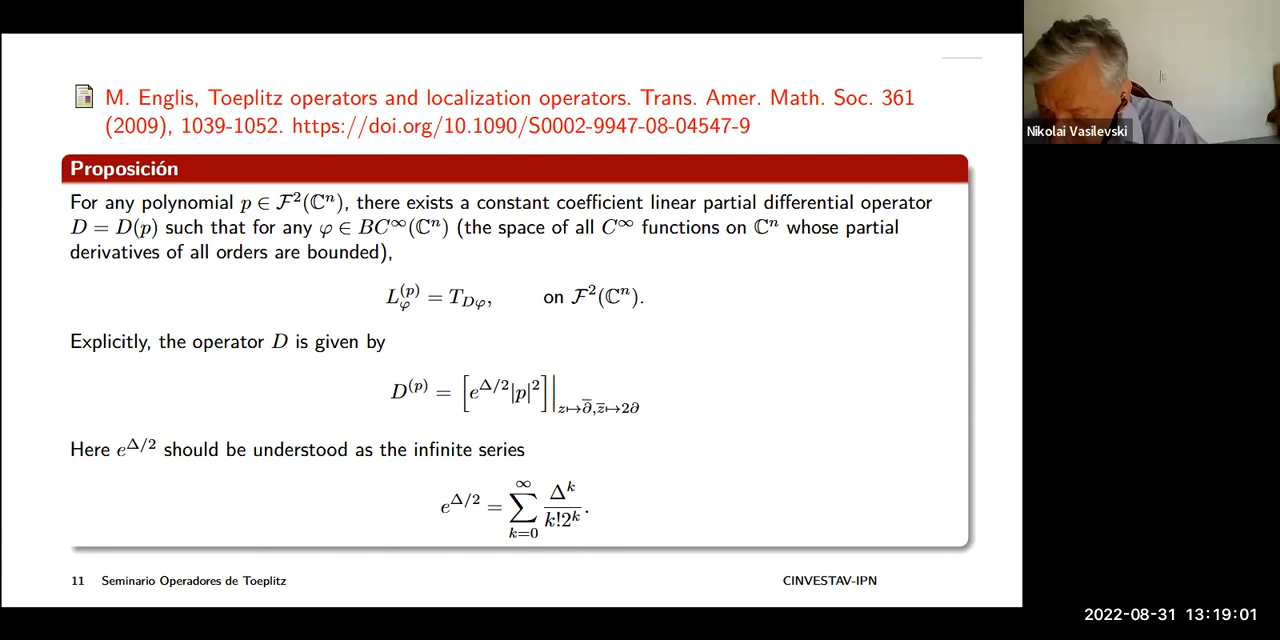 M. Englis, Toeplitz operators and localization operators. Trans. Amer. Math. Soc. 361
(2009), 1039-1052. https://doi.org/10.1090/S0002-9947-08-04547-9
Nikolai Vasilevski
Proposición
For any polynomial p ∈ ℱ²(ℂⁿ), there exists a constant coefficient linear partial differential operator
D = D(p) such that for any φ ∈ BC^∞(ℂⁿ) (the space of all C^∞ functions on ℂⁿ whose partial
derivatives of all orders are bounded),
L_φ^{(p)} = T_{Dφ}, on ℱ²(ℂⁿ).
Explicitly, the operator D is given by
D^{(p)} = [e^{Δ/2}|p|²]|_{z↦∂̄, z̄↦2∂}
Here e^{Δ/2} should be understood as the infinite series
e^{Δ/2} = ∑_{k=0}^{∞} Δ^k / k!2^k.
11 Seminario Operadores de Toeplitz CINVESTAV-IPN
2022-08-31 13:19:01